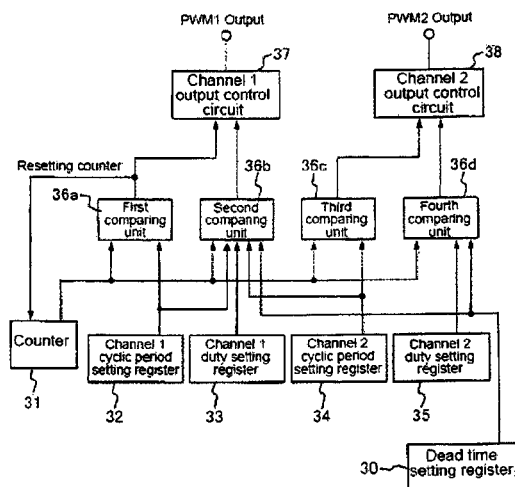 PWM1 Output
PWM2 Output
37
38
Channel 1
output control
circuit
Channel 2
output control
circuit
Resetting counter
36a
36b
36c
36d
First
comparing
unit
Second
comparing
unit
Third
comparing
unit
Fourth
comparing
unit
Counter
Channel 1
cyclic period
setting register
Channel 1
duty setting
register
Channel 2
cyclic period
setting register
Channel 2
duty setting
register
31
32
33
34
35
30
Dead time
setting register